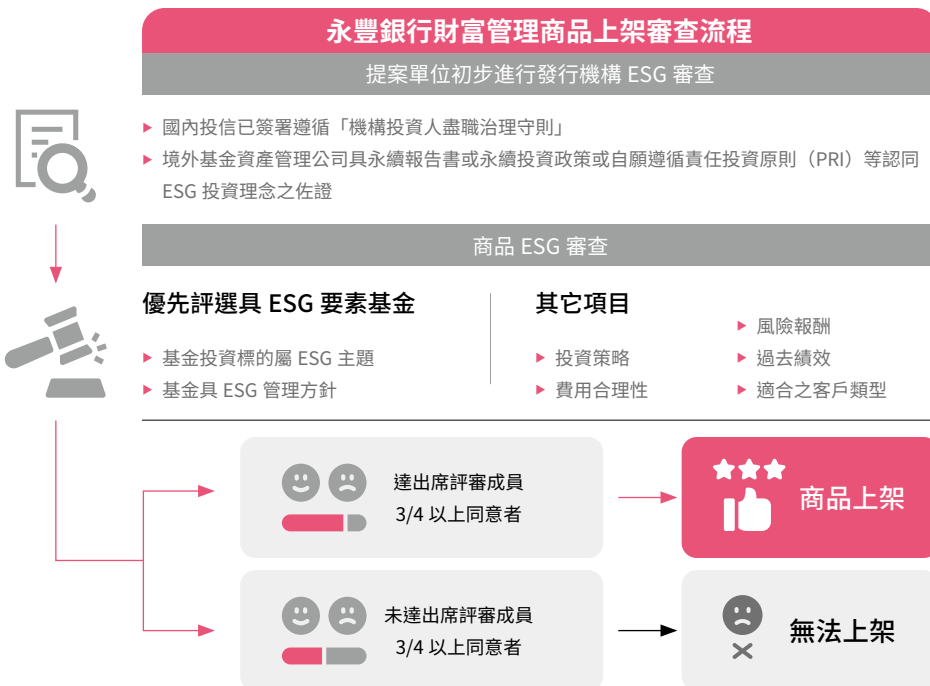 永豐銀行財富管理商品上架審查流程
提案單位初步進行發行機構 ESG 審查
國內投信已簽署遵循「機構投資人盡職治理守則」
境外基金資產管理公司具永續報告書或永續投資政策或自願遵循責任投資原則（PRI）等認同
ESG 投資理念之佐證
商品 ESG 審查
優先評選具 ESG 要素基金
基金投資標的屬 ESG 主題
基金具 ESG 管理方針
其它項目
投資策略
費用合理性
風險報酬
過去績效
適合之客戶類型
達出席評審成員
3/4 以上同意者
商品上架
未達出席評審成員
3/4 以上同意者
無法上架